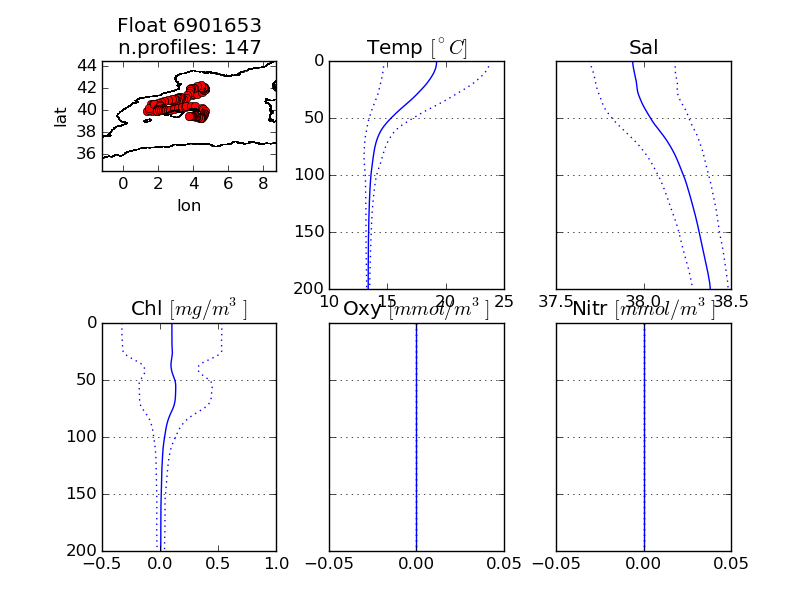 Float 6901653
n.profiles: 147
Temp [°C]
Sal
44
42
40
38
36
lat
0 2 4 6 8
lon
0
50
100
150
200
10 15 20 25
37.5 38.0 38.5
Chl [mg/m³]
Oxy [mmol/m³]
Nitr [mmol/m³]
0
50
100
150
200
−0.5 0.0 0.5 1.0
−0.05 0.00 0.05
−0.05 0.00 0.05